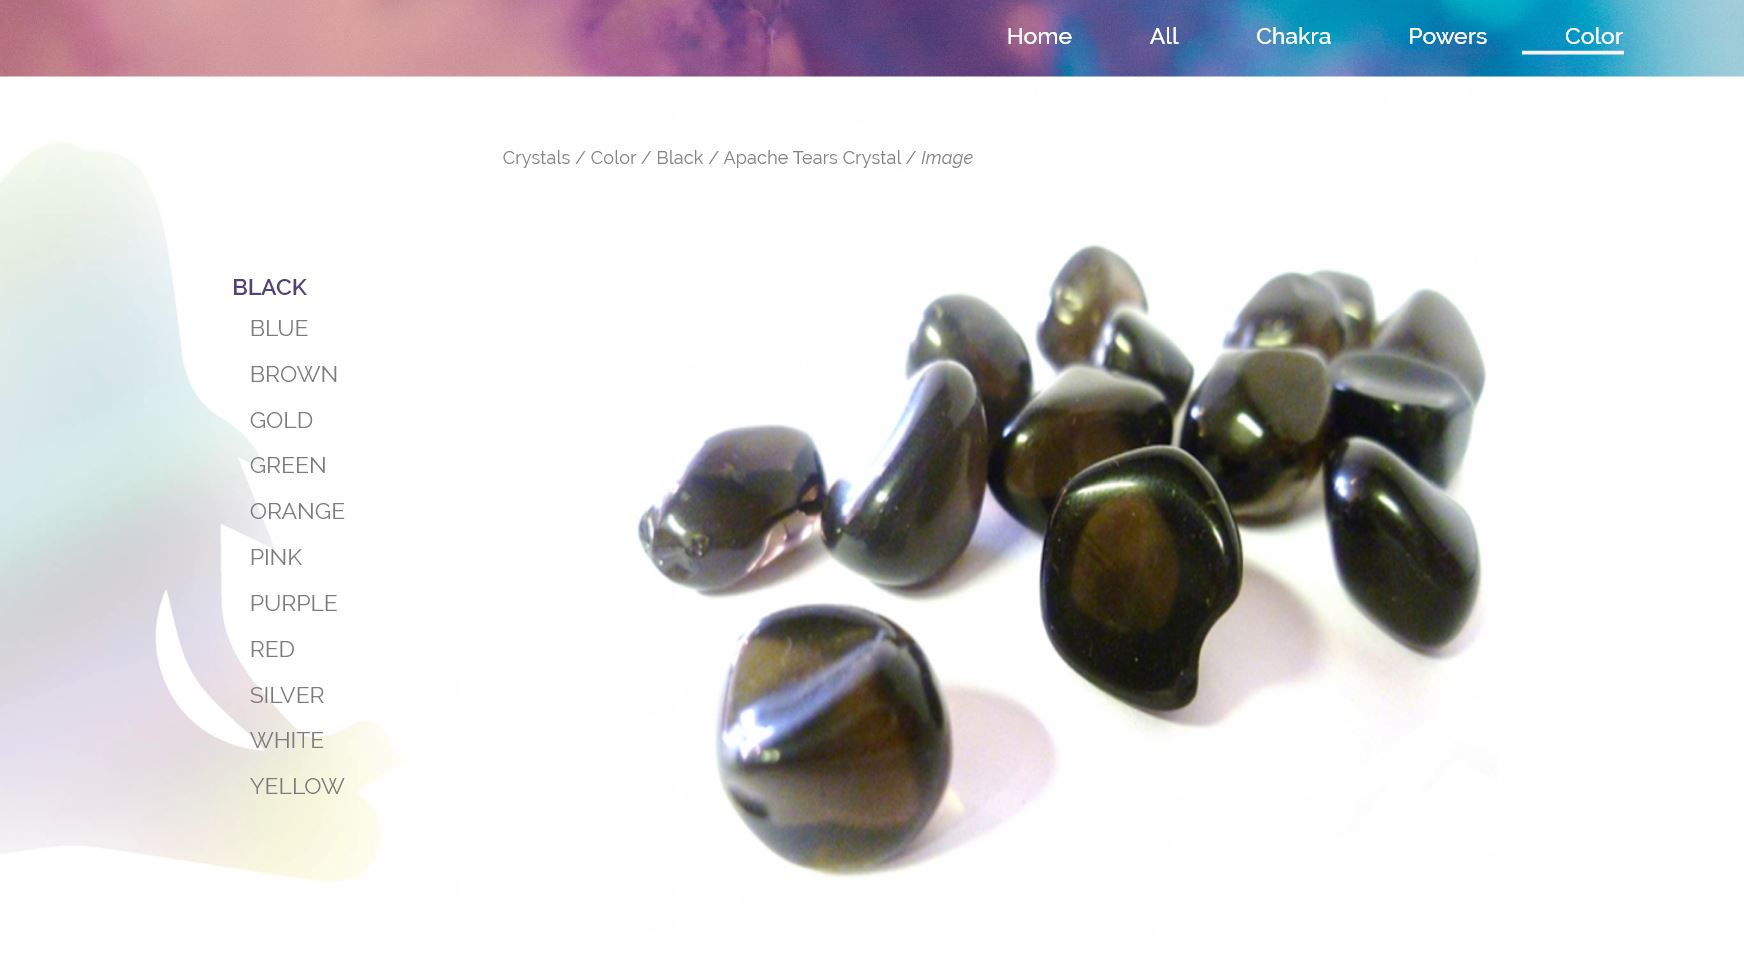 Home All Chakra Powers Color
Crystals / Color / Black / Apache Tears Crystal / Image
BLACK
BLUE
BROWN
GOLD
GREEN
ORANGE
PINK
PURPLE
RED
SILVER
WHITE
YELLOW